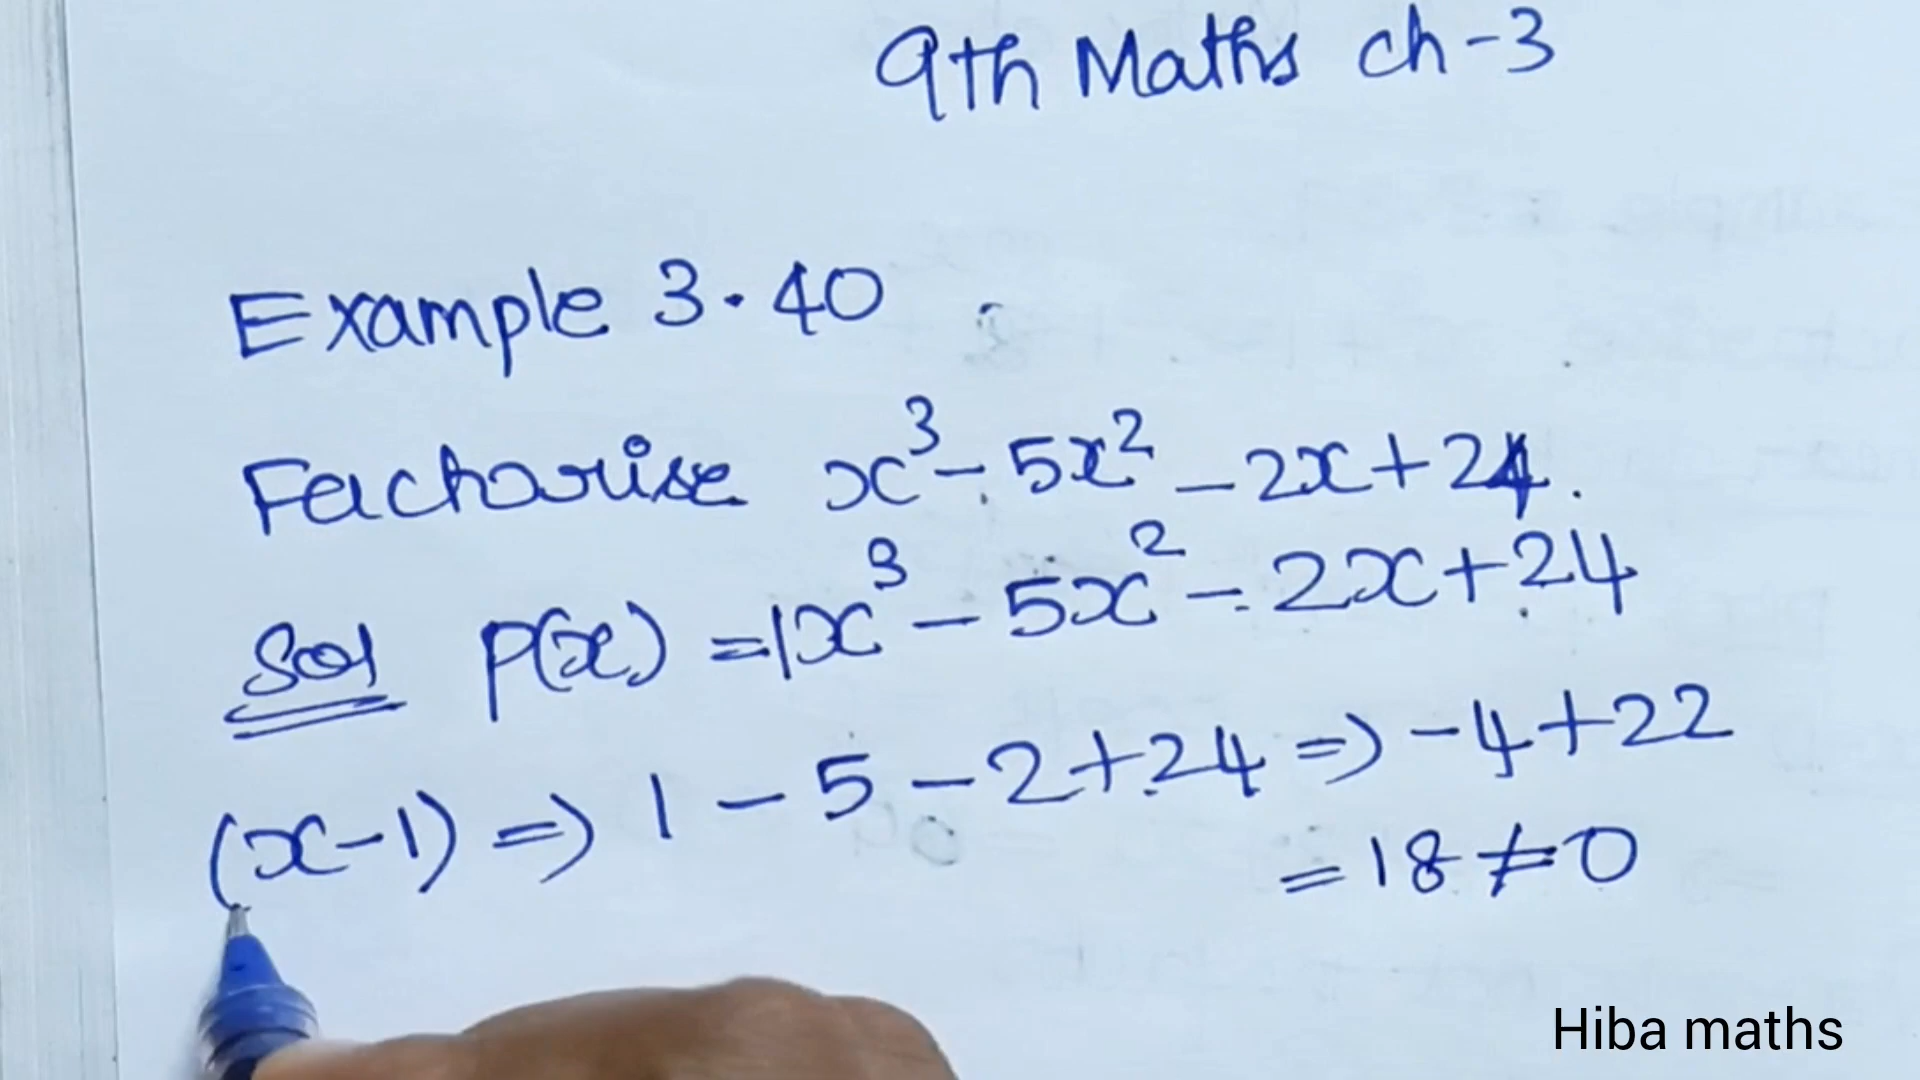 9th Maths ch-3
Example 3.40
Factorise x³ - 5x² - 2x + 24.
Sol P(x) = 1x³ - 5x² - 2x + 24
(x-1) ⇒ 1 - 5 - 2 + 24 ⇒ -4 + 22
= 18 ≠ 0
Hiba maths